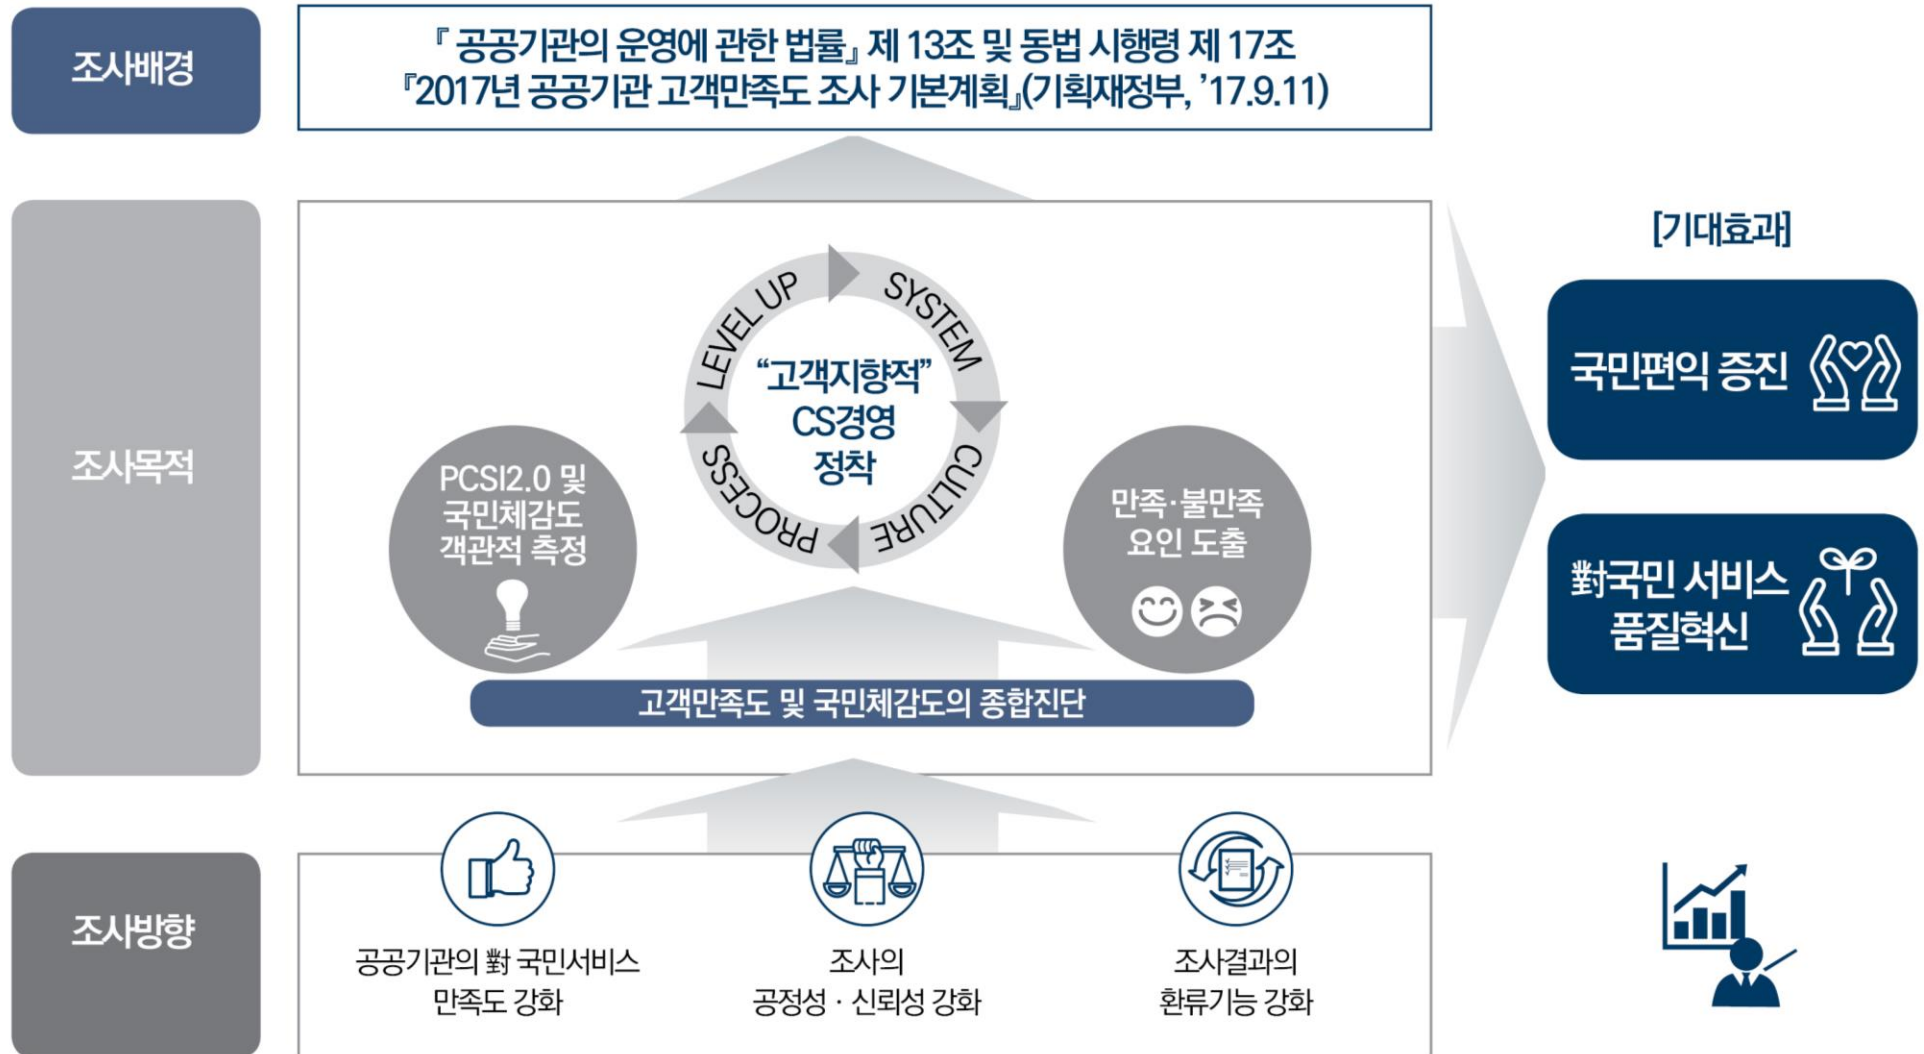 조사배경
『 공공기관의 운영에 관한 법률』 제 13조 및 동법 시행령 제 17조
『2017년 공공기관 고객만족도 조사 기본계획』(기획재정부, ’17.9.11)
조사목적
LEVEL UP
SYSTEM
CULTURE
PROCESS
“고객지향적”
CS경영
정착
PCSI2.0 및
국민체감도
객관적 측정
만족·불만족
요인 도출
고객만족도 및 국민체감도의 종합진단
[기대효과]
국민편익 증진
對국민 서비스
품질혁신
조사방향
공공기관의 對 국민서비스
만족도 강화
조사의
공정성 · 신뢰성 강화
조사결과의
환류기능 강화